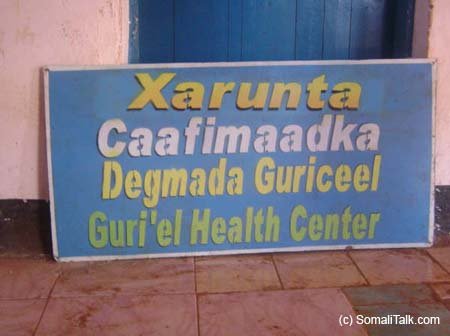 Xarunta
Caafimaadka
Degmada Guriceel
Guri'el Health Center
(c) SomaliTalk.com